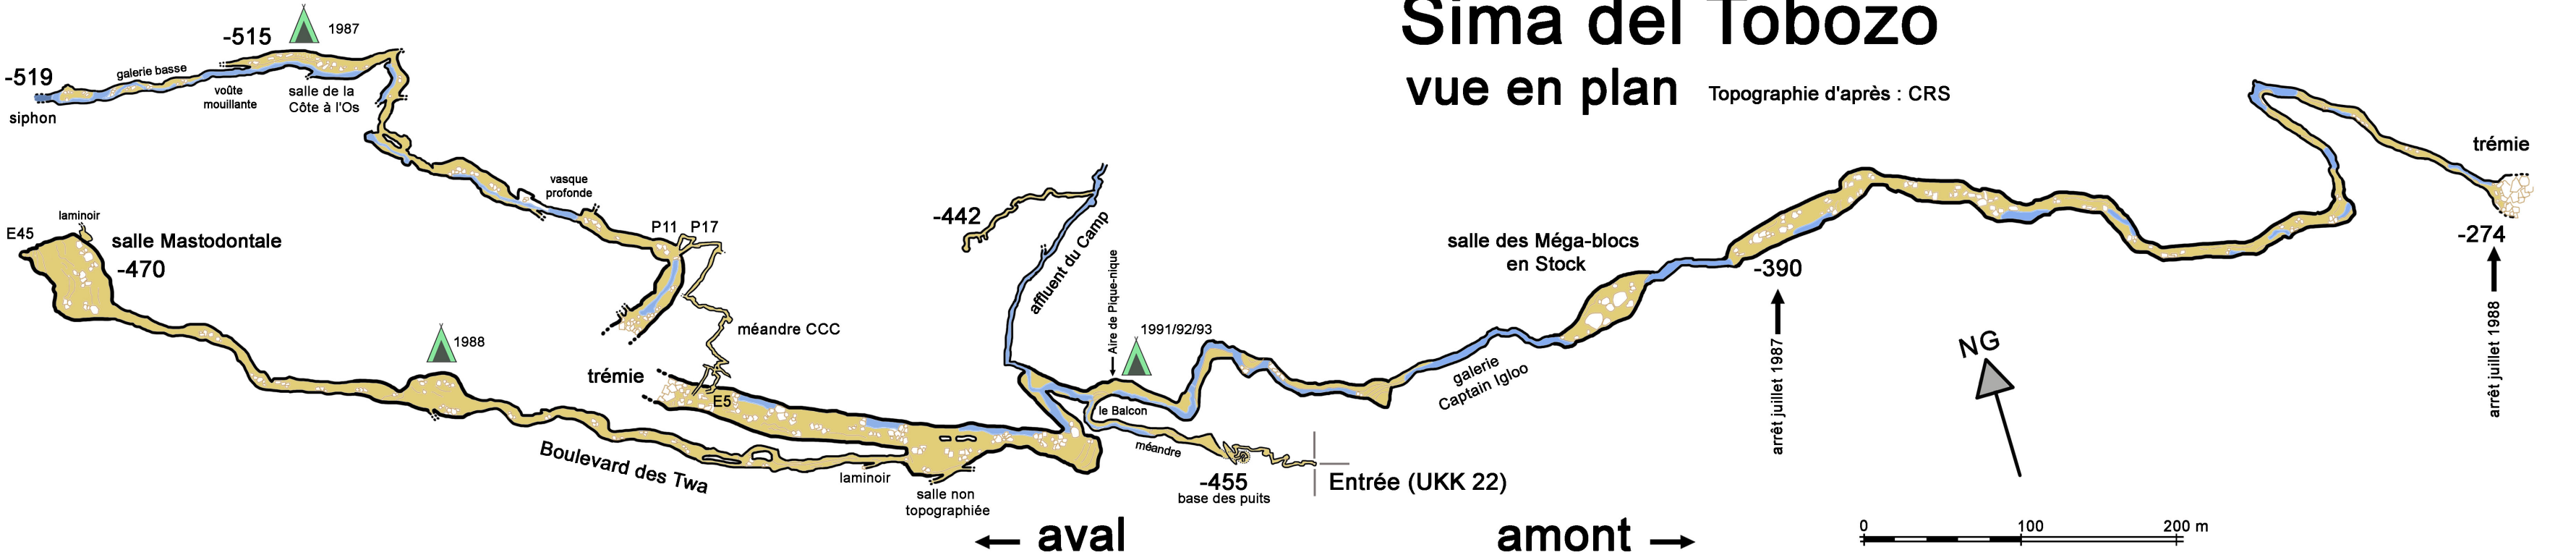 Sima del Tobozo
vue en plan
Topographie d'après : CRS
-515
1987
-519
galerie basse
siphon
voûte
mouillante
salle de la
Côte à l'Os
vasque
profonde
P11
P17
laminoir
E45
salle Mastodontale
-470
1988
méandre CCC
trémie
E5
Boulevard des Twa
laminoir
salle non
topographiée
-442
affluent du Camp
Aire de Pique-nique
1991/92/93
le Balcon
méandre
-455
base des puits
Entrée (UKK 22)
galerie
Captain Igloo
salle des Méga-blocs
en Stock
-390
arrêt juillet 1987
trémie
-274
arrêt juillet 1988
NG
← aval
amont →
0 100 200 m